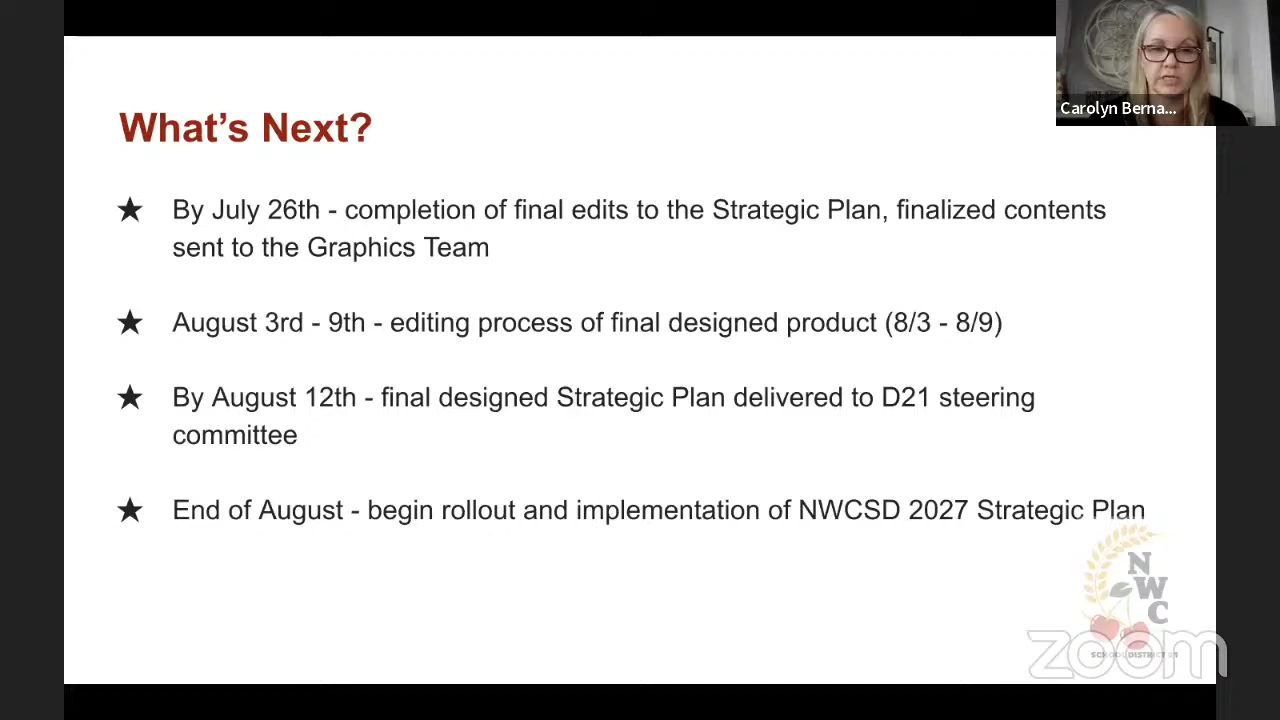 Carolyn Berna...
What's Next?
★ By July 26th - completion of final edits to the Strategic Plan, finalized contents
sent to the Graphics Team
★ August 3rd - 9th - editing process of final designed product (8/3 - 8/9)
★ By August 12th - final designed Strategic Plan delivered to D21 steering
committee
★ End of August - begin rollout and implementation of NWCSD 2027 Strategic Plan
N
W
C
zoom
SCHOOL DISTRICT 21